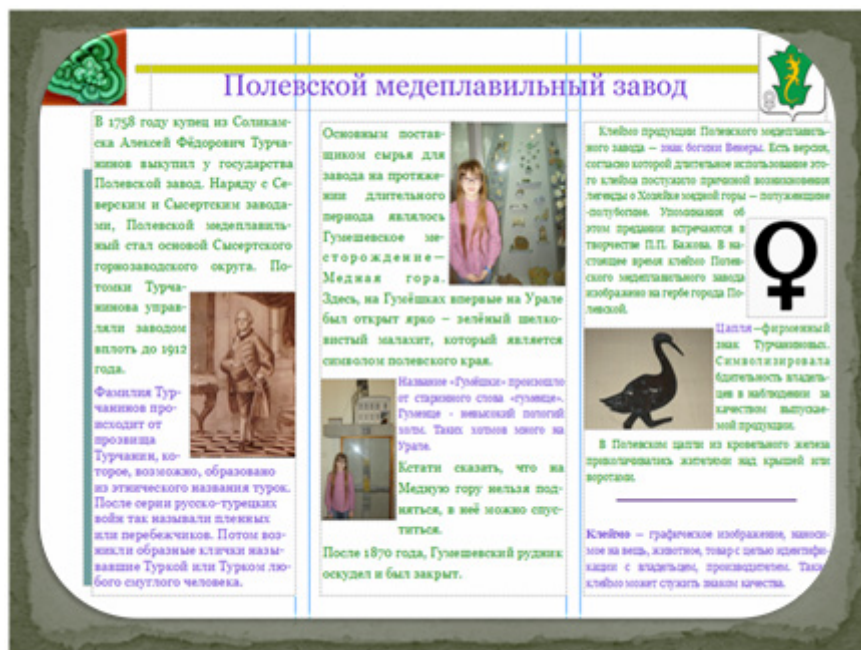 Полевской медеплавильный завод
В 1758 году купец из Соликам-
ска Алексей Фёдорович Турча-
нинов выкупил у государства
Полевской завод. Наряду с Се-
верским и Сысертским завода-
ми, Полевской медеплавиль-
ный стал основой Сысертского
горнозаводского округа. По-
томки Турча-
нинова управ-
ляли заводом
вплоть до 1912
года.
Фамилия Тур-
чанинов про-
исходит от
прозвища
Турчанин, ко-
торое, возможно, образовано
из этнического названия турок.
После серии русско-турецких
войн так называли пленных
или перебежчиков. Потом воз-
никли образные клички назы-
вавшие Туркой или Турком лю-
бого смуглого человека.
Основным постав-
щиком сырья для
завода на протяже-
нии длительного
периода являлось
Гумешевское ме-
сторождение—
Медная гора.
Здесь, на Гумёшках впервые на Урале
был открыт ярко – зелёный шелко-
вистый малахит, который является
символом полевского края.
Название «Гумёшки» произошло
от старинного слова «гуменце».
Гуменце - невысокий пологий
холм. Таких холмов много на
Урале.
Кстати сказать, что на
Медную гору нельзя под-
няться, в неё можно спус-
титься.
После 1870 года, Гумешевский рудник
оскудел и был закрыт.
Клеймо продукции Полевского медеплавиль-
ного завода — знак богини Венеры. Есть версия,
согласно которой длительное использование это-
го клейма послужило причиной возникновения
легенды о Хозяйке медной горы — полуженщине
-полубогине. Упоминания об
этом предании встречаются в
творчестве П.П. Бажова. В на-
стоящее время клеймо Полев-
ского медеплавильного завода
изображено на гербе города По-
левской.
Цапля –фирменный
знак Турчаниновых.
Символизировала
бдительность владель-
цев в наблюдении за
качеством выпускае-
мой продукции.
В Полевском цапли из кровельного железа
приколачивались жителями над крышей или
воротами.
Клеймо — графическое изображение, наноси-
мое на вещь, животное, товар с целью идентифи-
кации с владельцем, производителем. Также
клеймо может служить знаком качества.